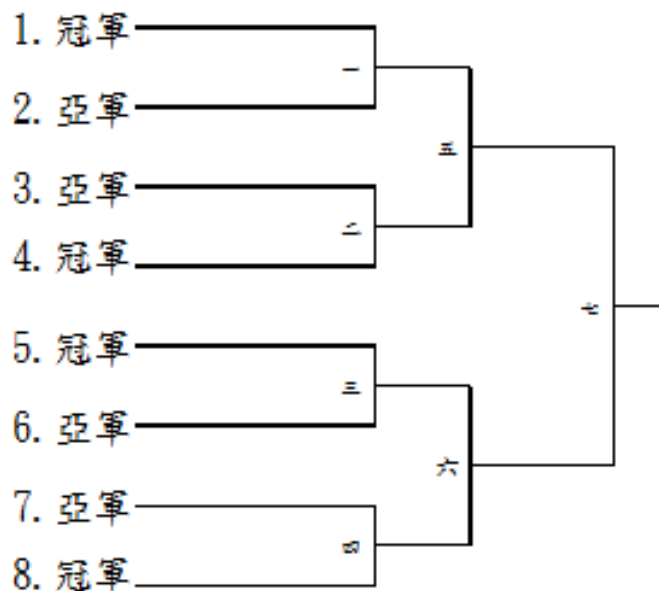 1. 冠軍
一
2. 亞軍
五
3. 亞軍
二
4. 冠軍
七
5. 冠軍
三
6. 亞軍
六
7. 亞軍
四
8. 冠軍